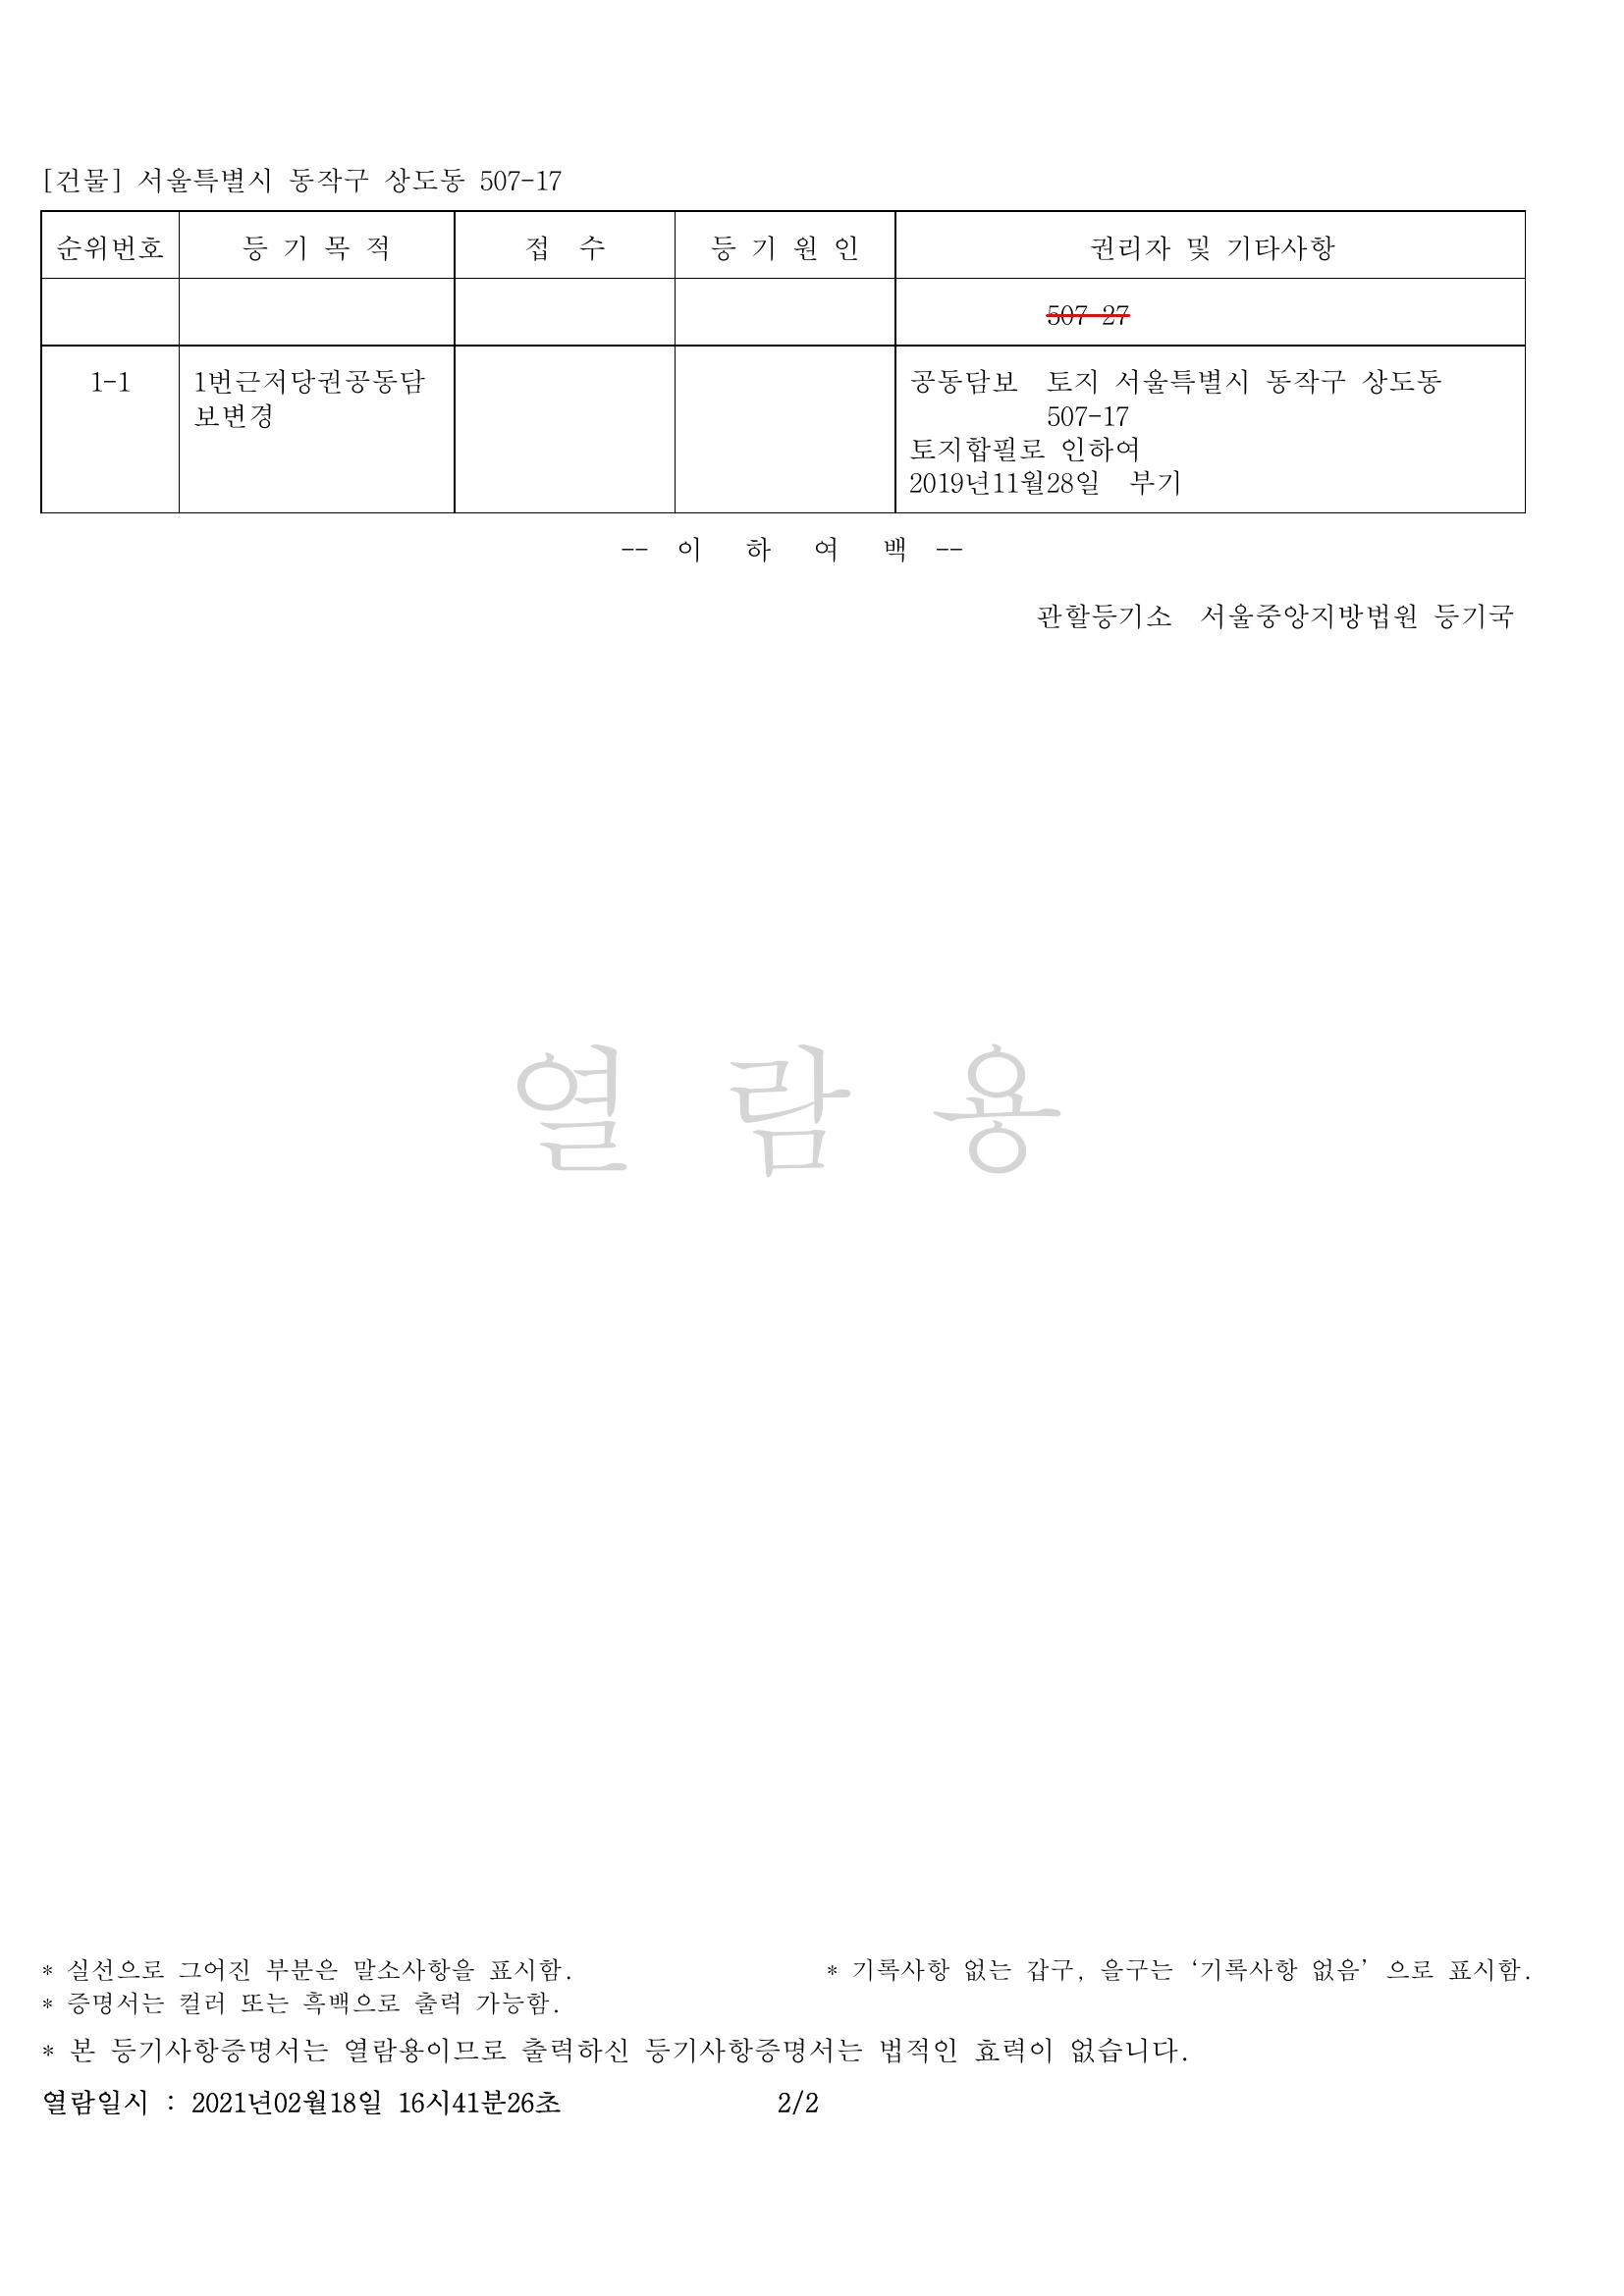 [건물] 서울특별시 동작구 상도동 507-17
순위번호 등 기 목 적 접 수 등 기 원 인 권리자 및 기타사항
507-27
1-1 1번근저당권공동담 공동담보 토지 서울특별시 동작구 상도동
보변경 507-17
토지합필로 인하여
2019년11월28일 부기
-- 이 하 여 백 --
관할등기소 서울중앙지방법원 등기국
열 람 용
* 실선으로 그어진 부분은 말소사항을 표시함. * 기록사항 없는 갑구, 을구는 ‘기록사항 없음’ 으로 표시함.
* 증명서는 컬러 또는 흑백으로 출력 가능함.
* 본 등기사항증명서는 열람용이므로 출력하신 등기사항증명서는 법적인 효력이 없습니다.
열람일시 : 2021년02월18일 16시41분26초 2/2